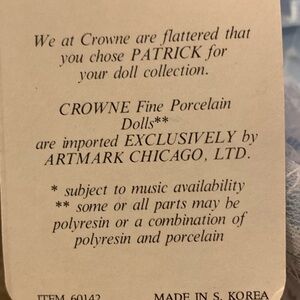 We at Crowne are flattered that
you chose PATRICK for
your doll collection.
CROWNE Fine Porcelain
Dolls**
are imported EXCLUSIVELY by
ARTMARK CHICAGO, LTD.
* subject to music availability
** some or all parts may be
polyresin or a combination of
polyresin and porcelain
ITEM 60142 MADE IN S. KOREA